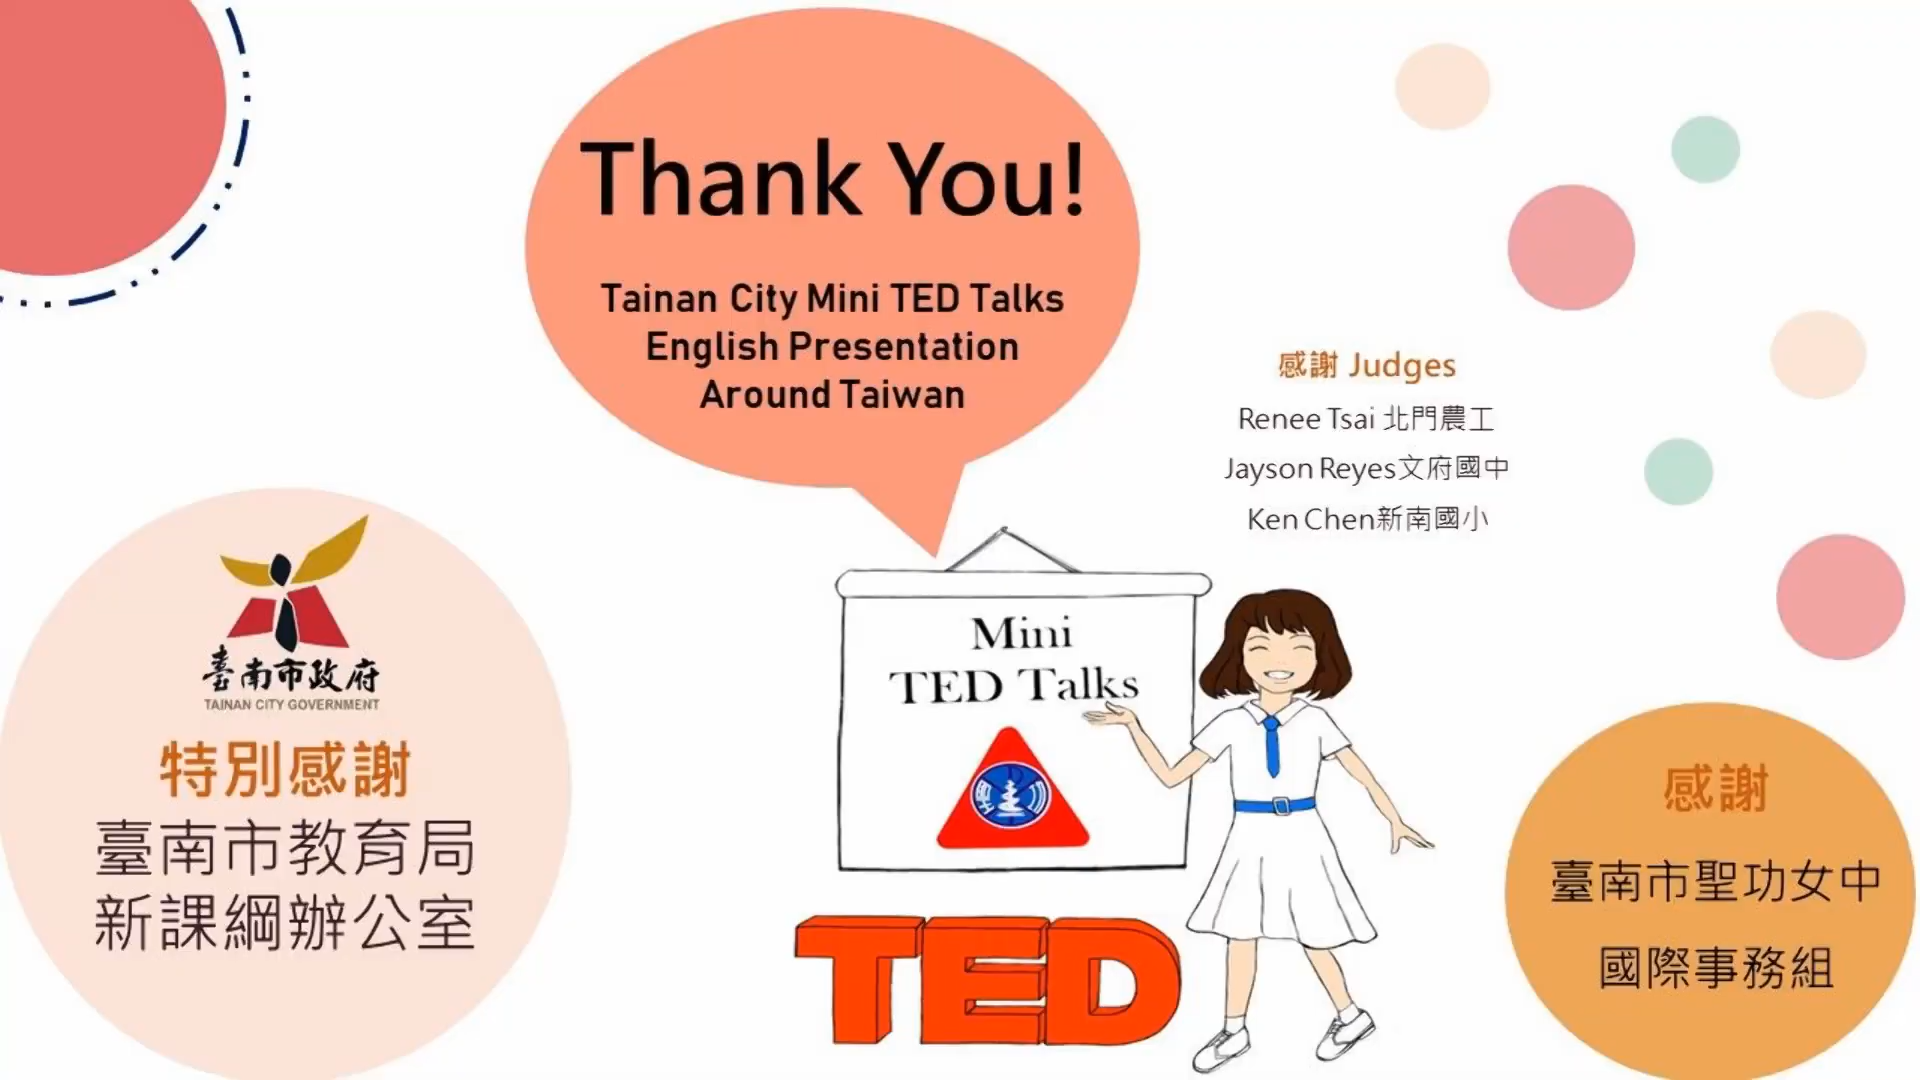 Thank You!
Tainan City Mini TED Talks
English Presentation
Around Taiwan
感謝 Judges
Renee Tsai 北門農工
Jayson Reyes文府國中
Ken Chen新南國小
臺南市政府
TAINAN CITY GOVERNMENT
特別感謝
臺南市教育局
新課綱辦公室
Mini
TED Talks
TED
感謝
臺南市聖功女中
國際事務組